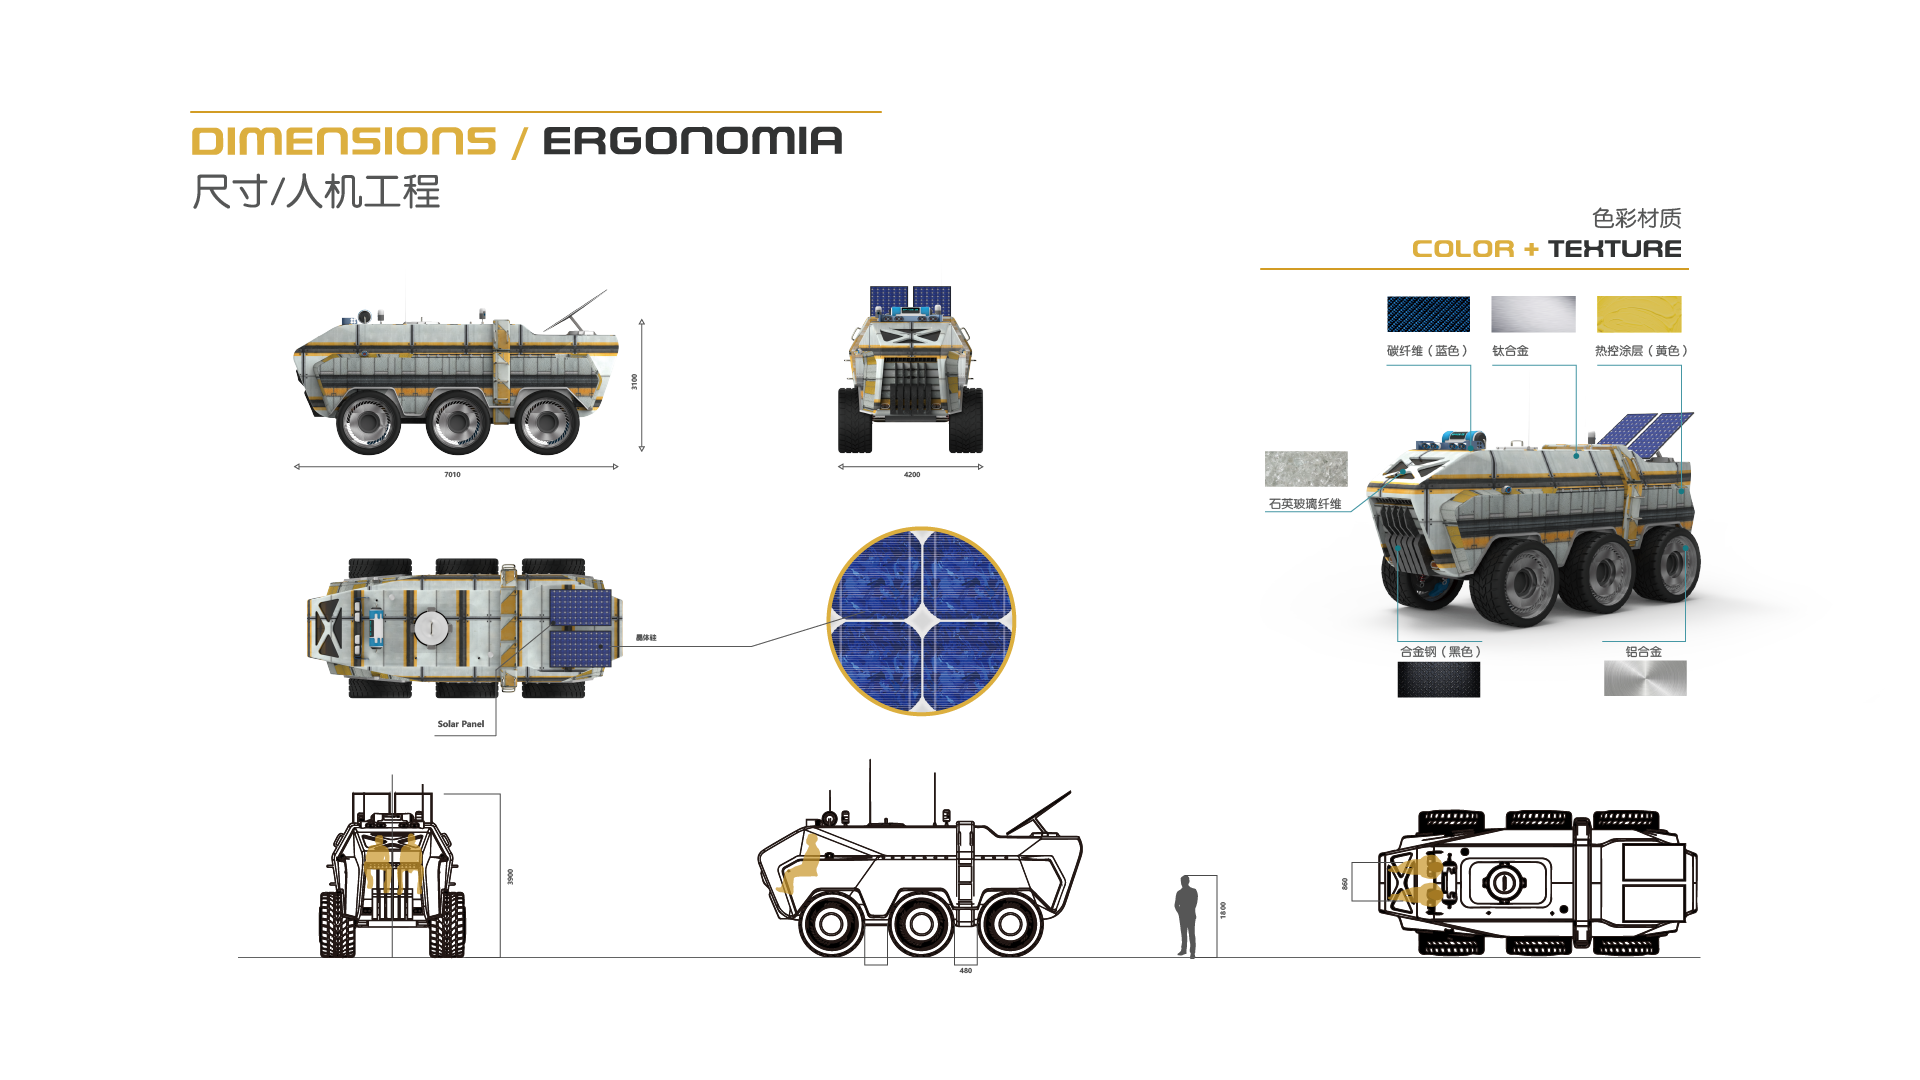 DIMENSIONS / ERGONOMIA
尺寸/人机工程
色彩材质
COLOR + TEXTURE
碳纤维（蓝色）
钛合金
热控涂层（黄色）
3100
7010
4200
石英玻璃纤维
晶体硅
合金钢（黑色）
铝合金
Solar Panel
3900
1800
860
480